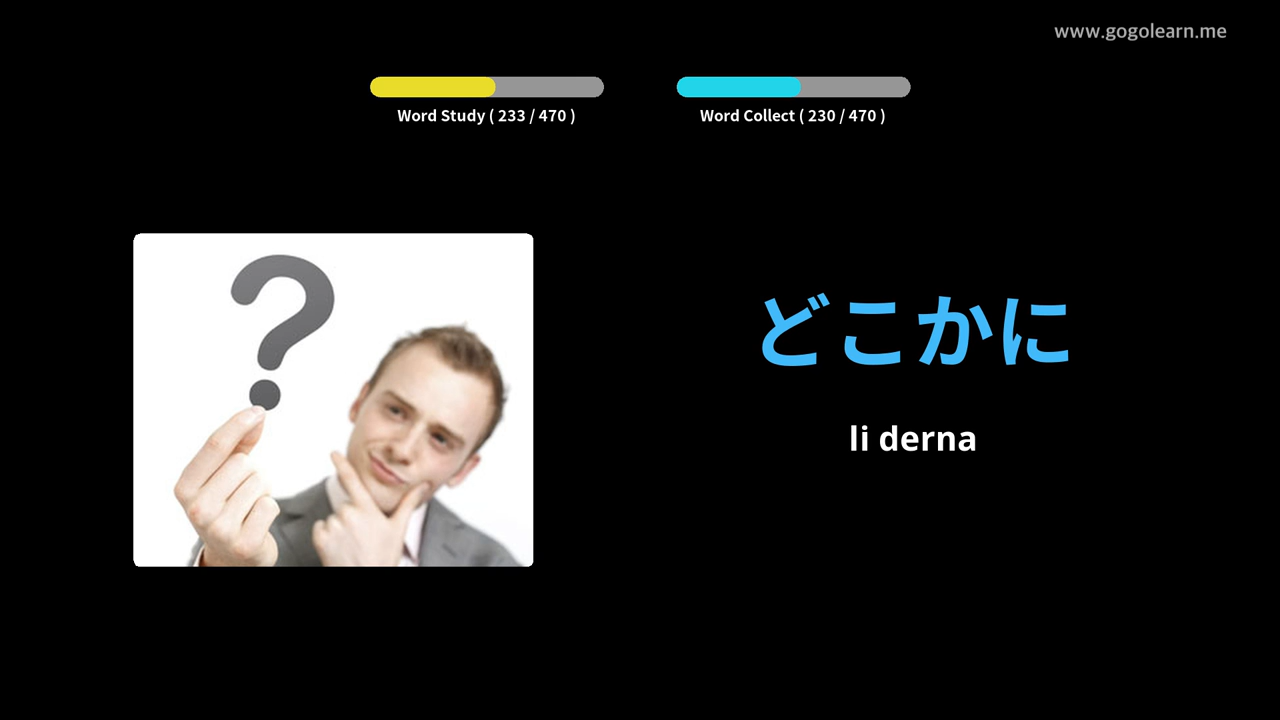 www.gogolearn.me
Word Study ( 233 / 470 )
Word Collect ( 230 / 470 )
?
どこかに
li derna